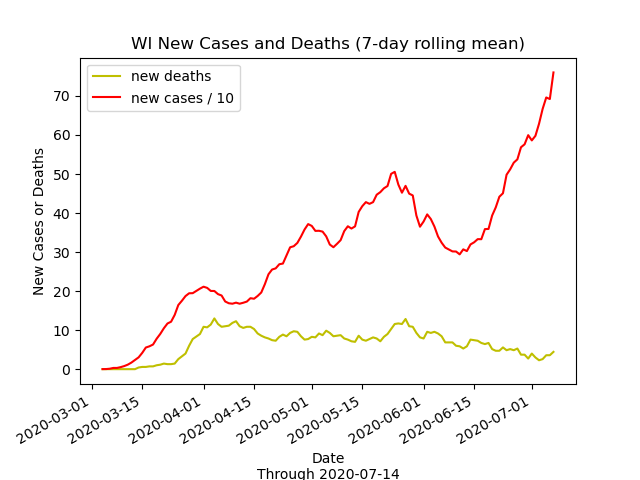 WI New Cases and Deaths (7-day rolling mean)
new deaths
new cases / 10
New Cases or Deaths
70
60
50
40
30
20
10
0
2020-03-01
2020-03-15
2020-04-01
2020-04-15
2020-05-01
2020-05-15
2020-06-01
2020-06-15
2020-07-01
Date
Through 2020-07-14